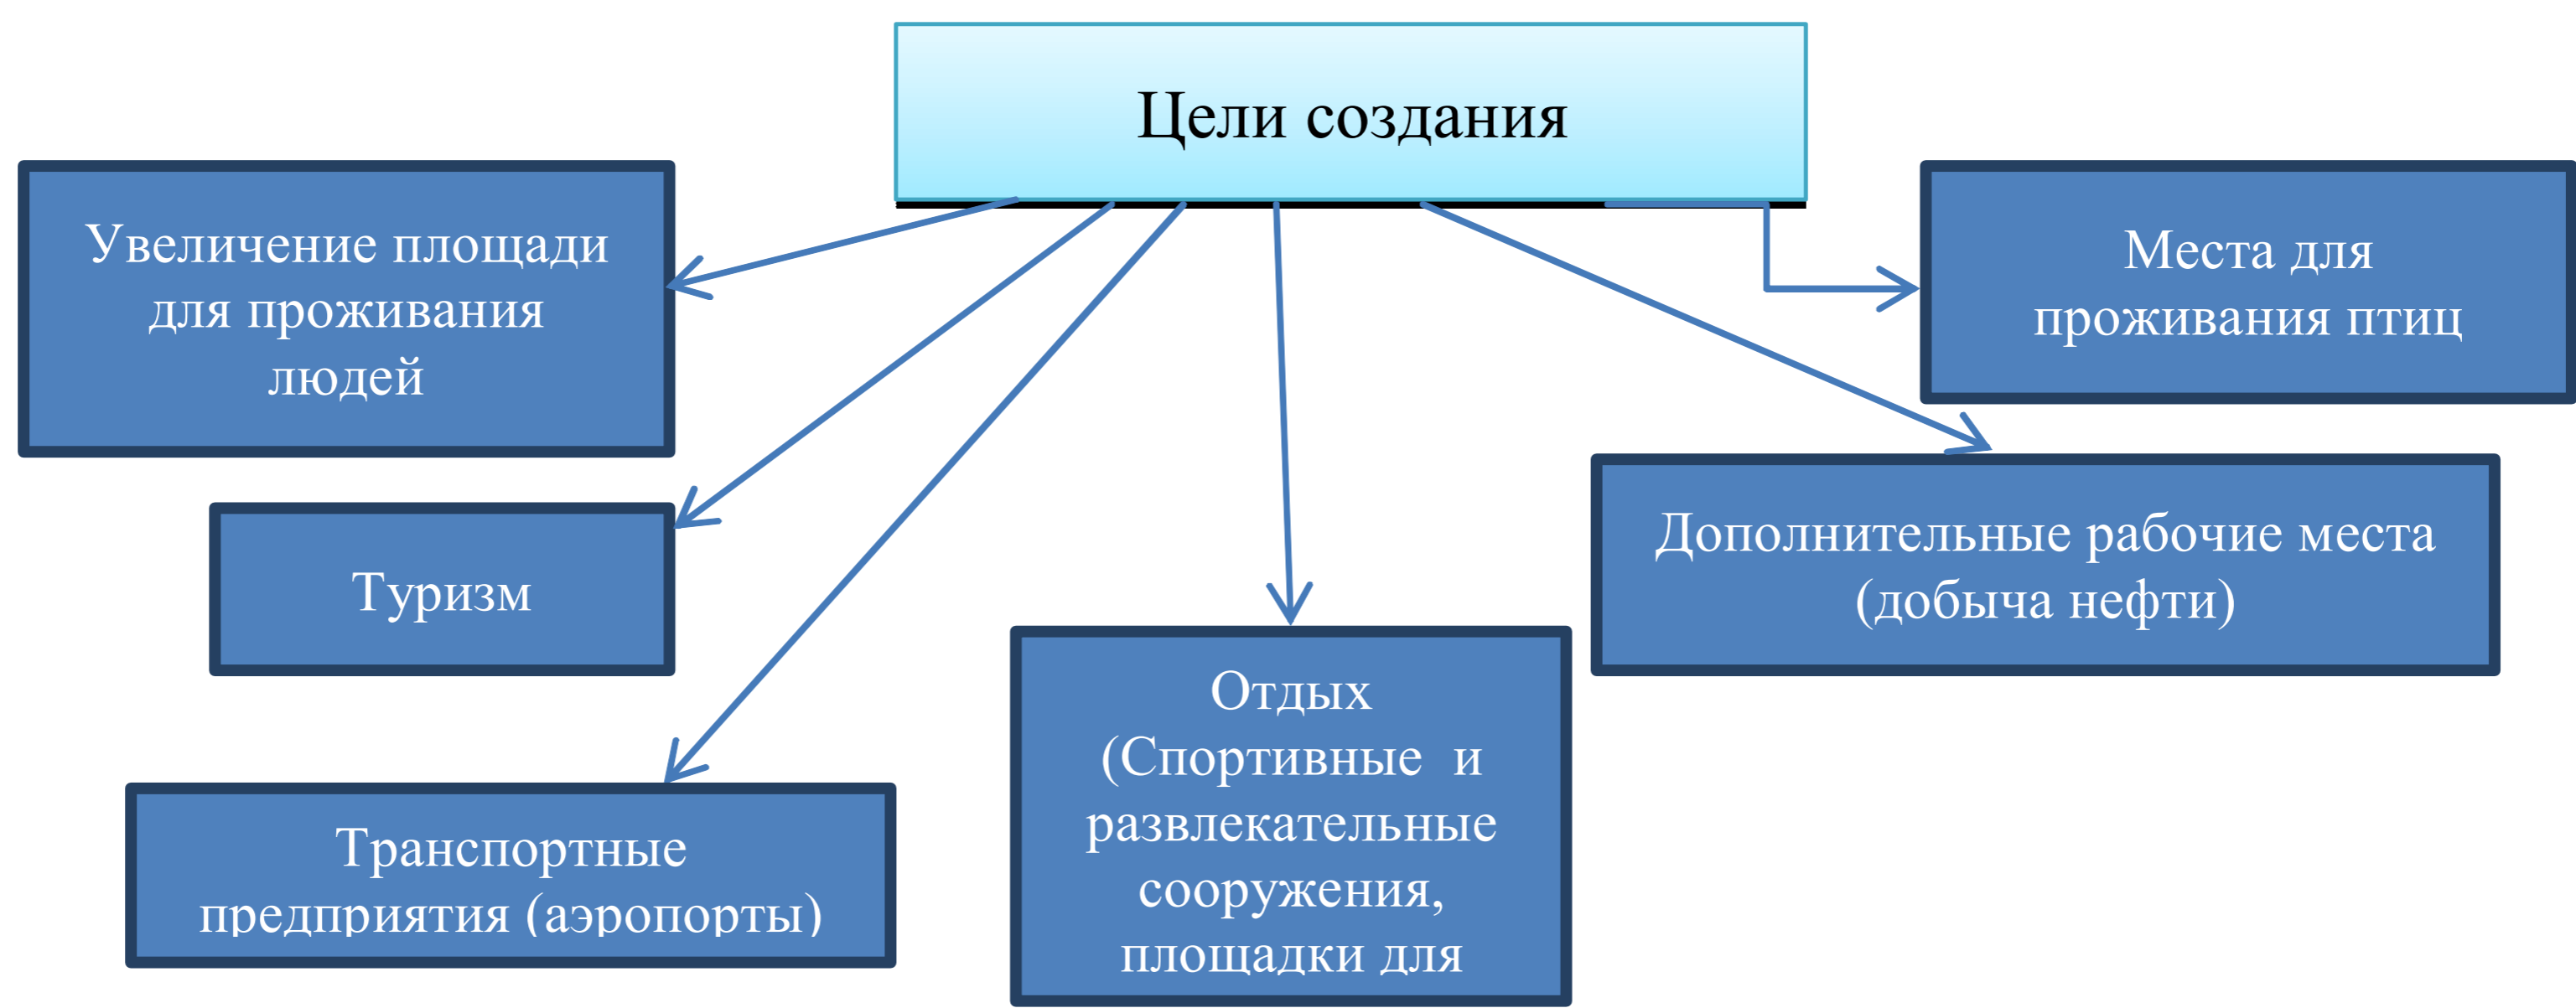 Цели создания
Увеличение площади
для проживания
людей
Места для
проживания птиц
Туризм
Дополнительные рабочие места
(добыча нефти)
Транспортные
предприятия (аэропорты)
Отдых
(Спортивные и
развлекательные
сооружения,
площадки для